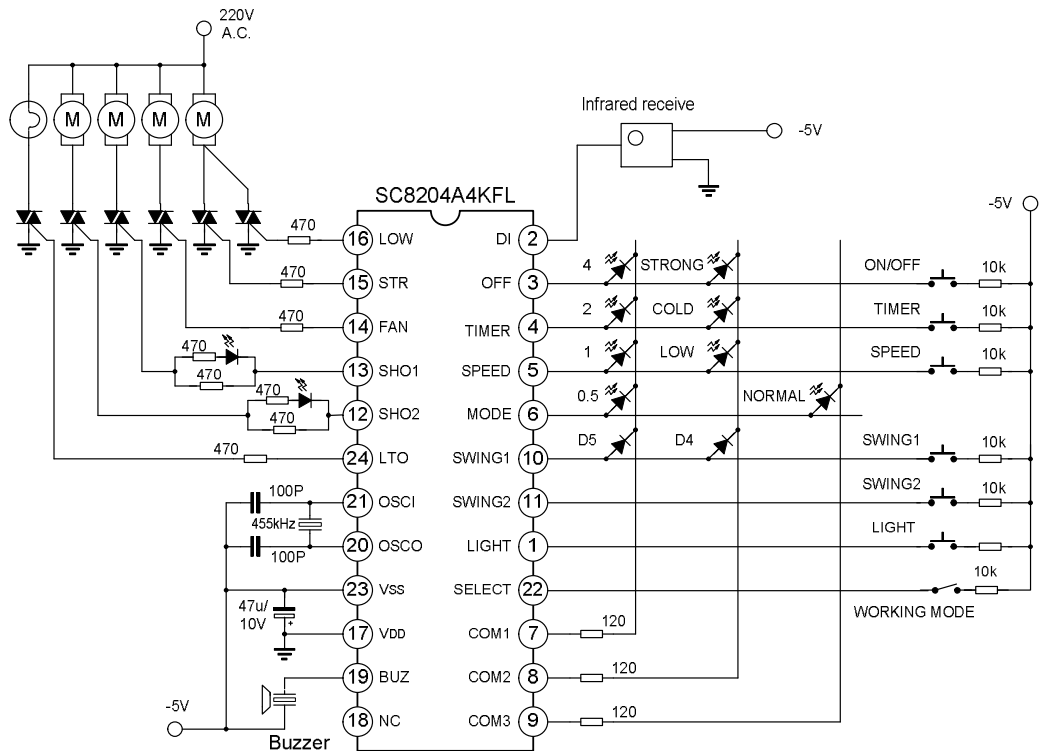 220V
A.C.
M M M M
Infrared receive
-5V
-5V
SC8204A4KFL
470 16 LOW DI 2
470 15 STR OFF 3 4 STRONG ON/OFF 10k
470 14 FAN TIMER 4 2 COLD TIMER 10k
470 470 13 SHO1 SPEED 5 1 LOW SPEED 10k
470 470 12 SHO2 MODE 6 0.5 NORMAL
470 24 LTO SWING1 10 D5 D4 SWING1 10k
100P 21 OSCI SWING2 11 SWING2 10k
455kHz
100P 20 OSCO LIGHT 1 LIGHT
23 VSS SELECT 22 10k
WORKING MODE
47u/
10V
17 VDD COM1 7 120
19 BUZ COM2 8 120
-5V
18 NC COM3 9 120
Buzzer